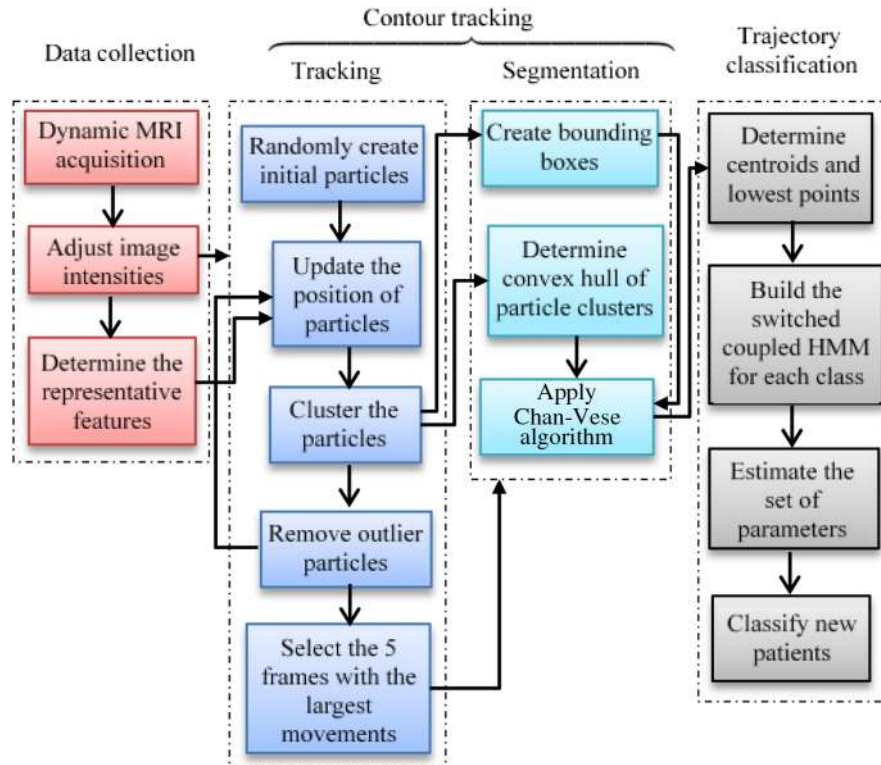 Contour tracking
Data collection
Tracking
Segmentation
Trajectory
classification
Dynamic MRI
acquisition
Adjust image
intensities
Determine the
representative
features
Randomly create
initial particles
Update the
position of
particles
Cluster the
particles
Remove outlier
particles
Select the 5
frames with the
largest
movements
Create bounding
boxes
Determine
convex hull of
particle clusters
Apply
Chan-Vese
algorithm
Determine
centroids and
lowest points
Build the
switched
coupled HMM
for each class
Estimate the
set of
parameters
Classify new
patients